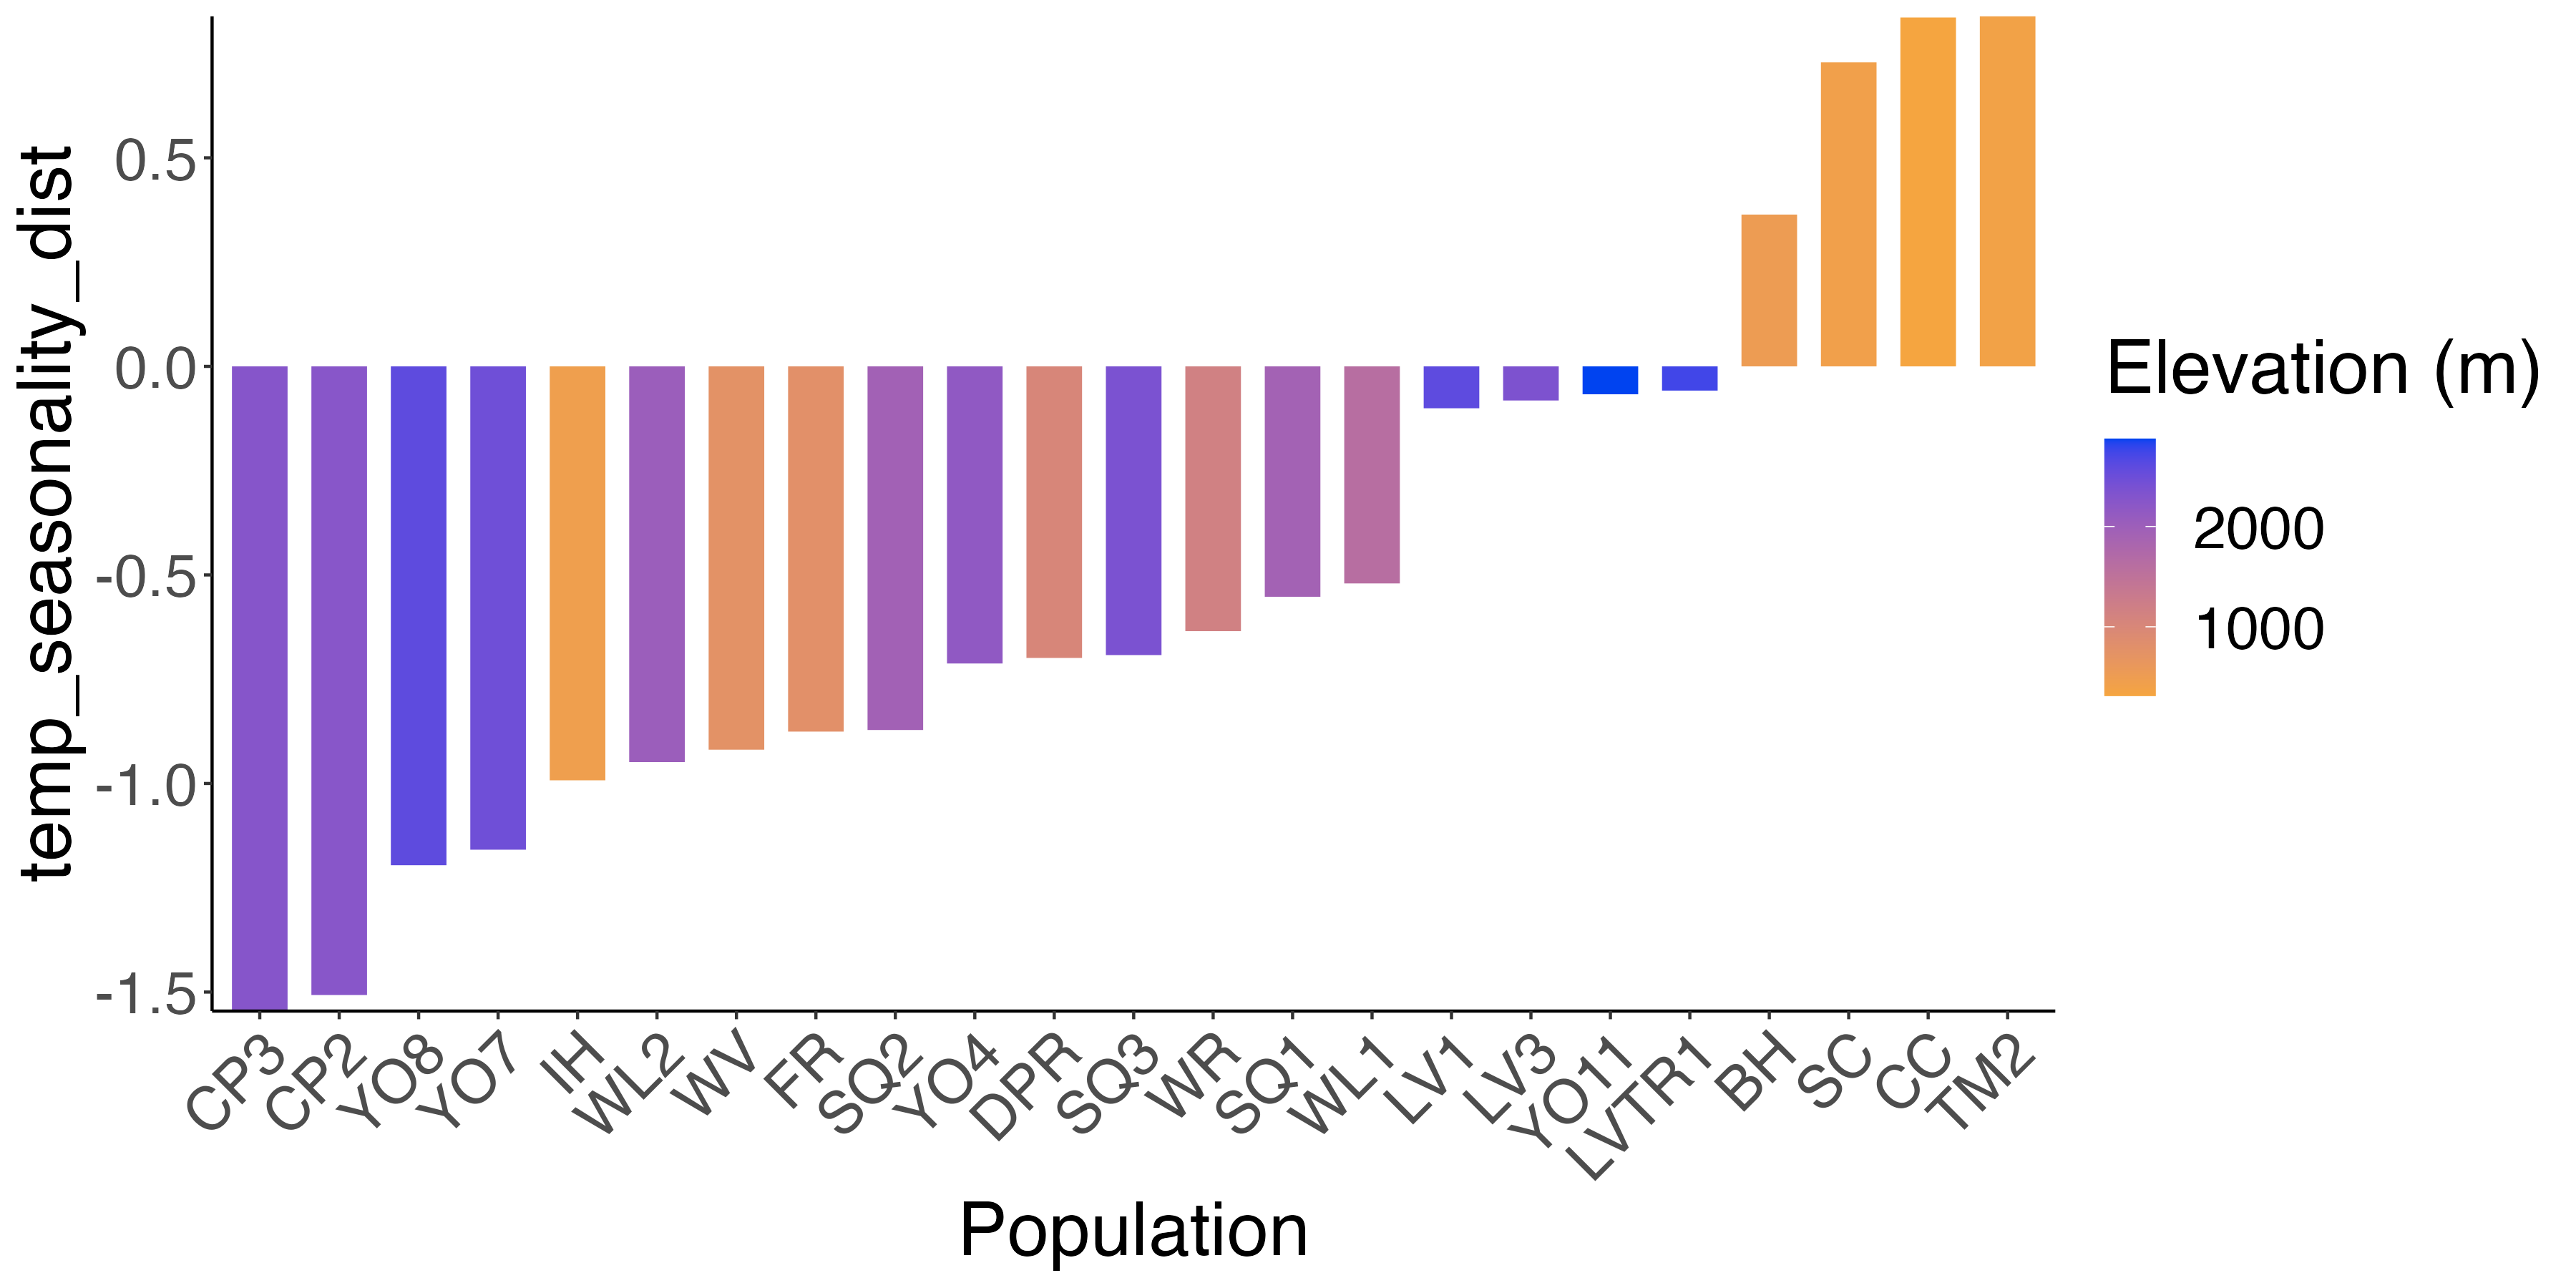 temp_seasonality_dist
0.5
0.0
-0.5
-1.0
-1.5
CP3
CP2
YO8
YO7
IH
WL2
WV
FR
SQ2
YO4
DPR
SQ3
WR
SQ1
WL1
LV1
LV3
YO11
LVTR1
BH
SC
CC
TM2
Population
Elevation (m)
2000
1000